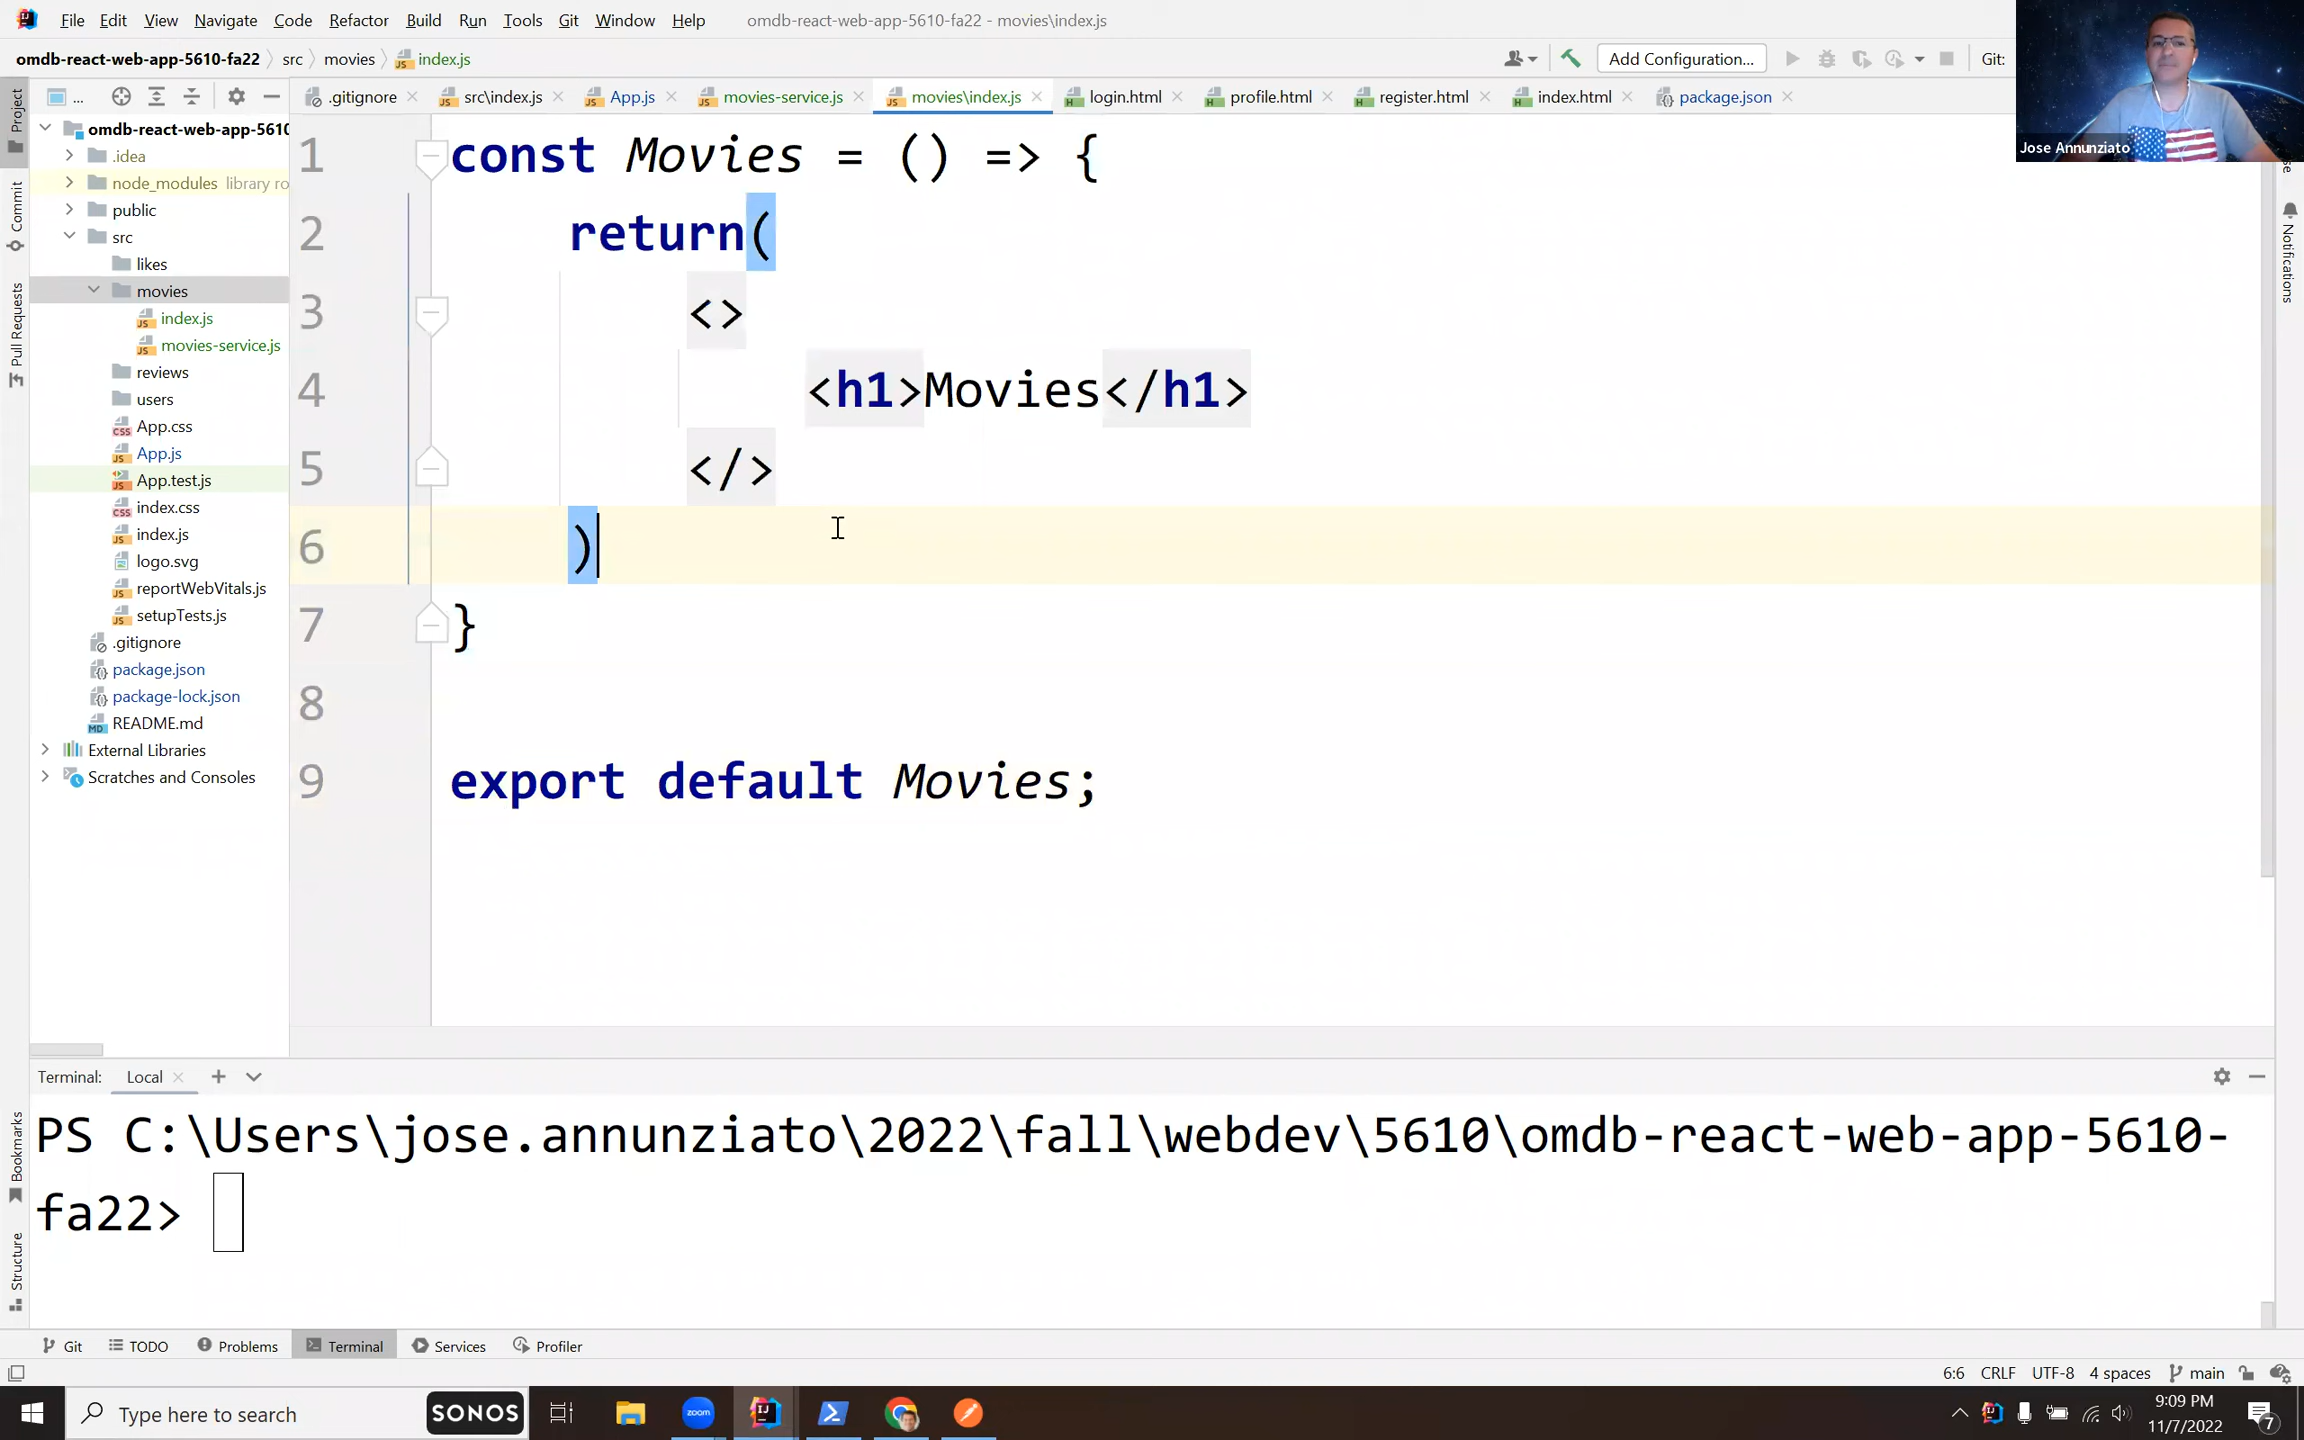 File Edit View Navigate Code Refactor Build Run Tools Git Window Help omdb-react-web-app-5610-fa22 - movies\index.js
omdb-react-web-app-5610-fa22 src movies index.js
Add Configuration...
Git:
Jose Annunziato
...
.gitignore src\index.js App.js movies-service.js movies\index.js login.html profile.html register.html index.html package.json
Project
Commit
Pull Requests
Bookmarks
Structure
Notifications
omdb-react-web-app-5610
.idea
node_modules library ro
public
src
likes
movies
index.js
movies-service.js
reviews
users
App.css
App.js
App.test.js
index.css
index.js
logo.svg
reportWebVitals.js
setupTests.js
.gitignore
package.json
package-lock.json
README.md
External Libraries
Scratches and Consoles
1 const Movies = () => {
2 return(
3 <>
4 <h1>Movies</h1>
5 </>
6 )
7 }
8
9 export default Movies;
Terminal: Local
PS C:\Users\jose.annunziato\2022\fall\webdev\5610\omdb-react-web-app-5610-
fa22>
Git TODO Problems Terminal Services Profiler
6:6 CRLF UTF-8 4 spaces main
Type here to search
SONOS
zoom
9:09 PM
11/7/2022
7